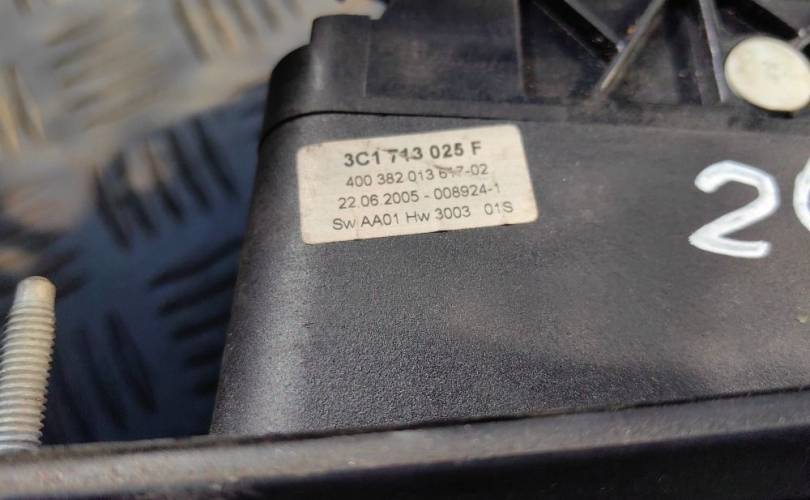 3C1 713 025 F
400 382 013 617-02
22.06.2005 - 008924-1
Sw AA01 Hw 3003 01S